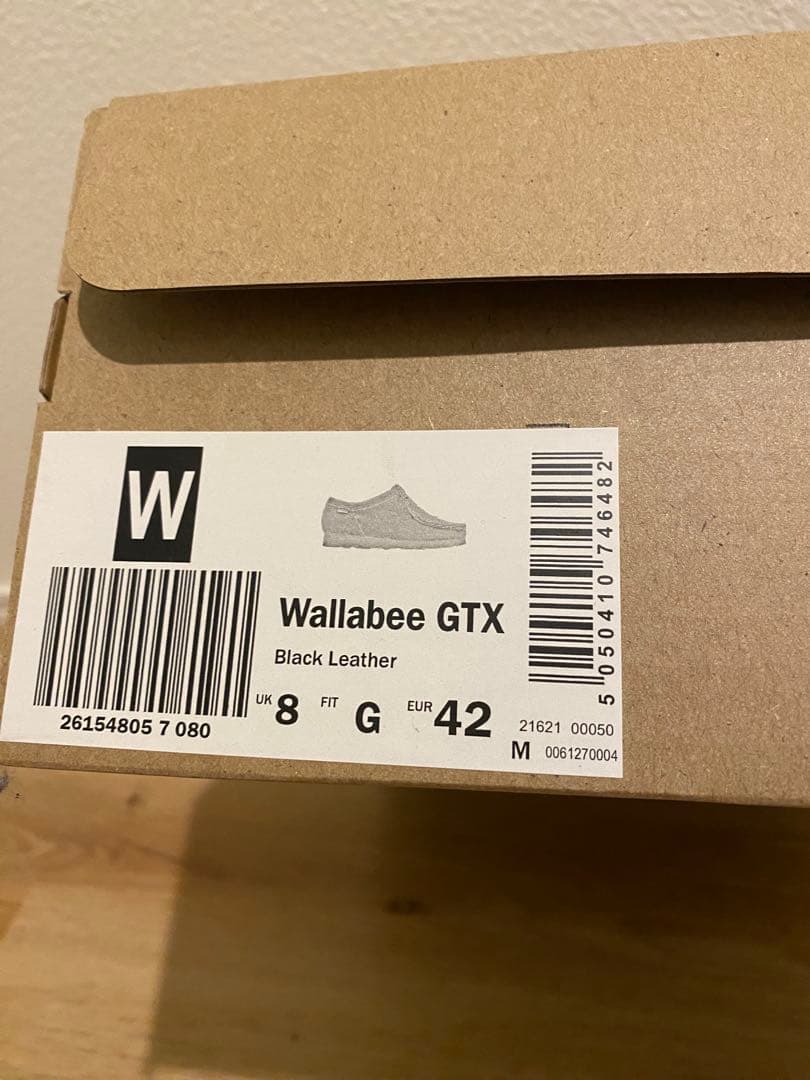 W
26154805 7 080
Wallabee GTX
Black Leather
UK 8 FIT G EUR 42
5 050410 746482
21621 00050
M 0061270004